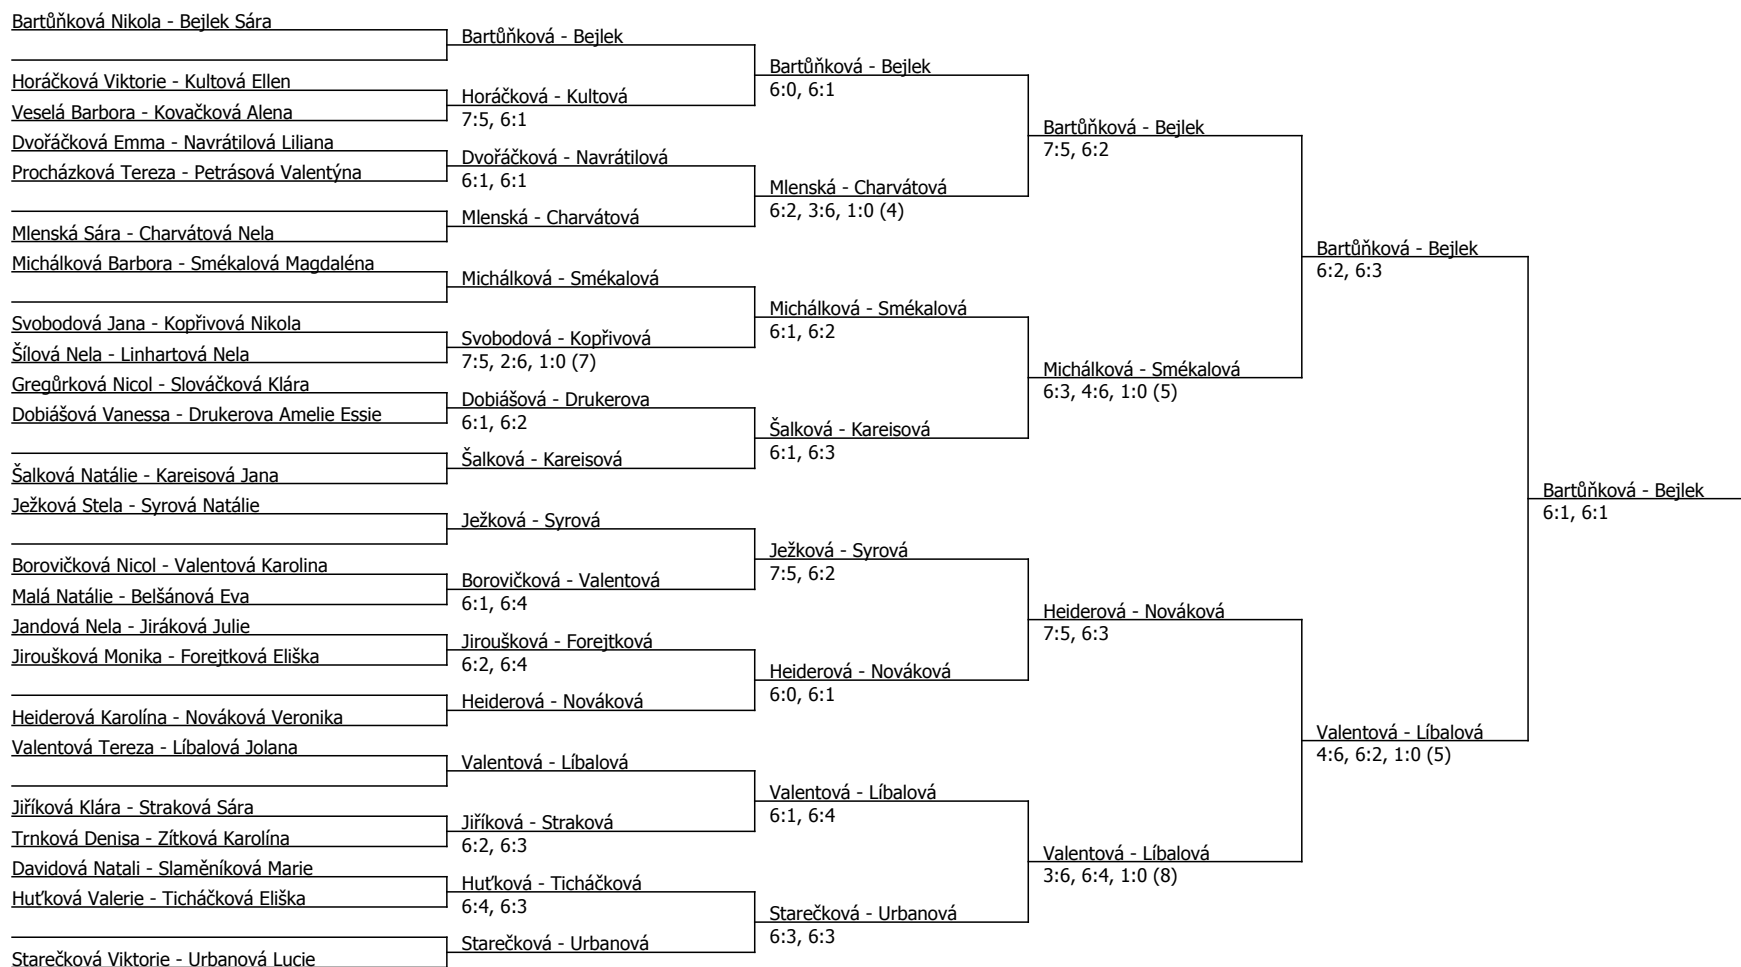 Bartůňková Nikola - Bejlek Sára
Horáčková Viktorie - Kultová Ellen
Veselá Barbora - Kovačková Alena
Dvořáčková Emma - Navrátilová Liliana
Procházková Tereza - Petrásová Valentýna
Mlenská Sára - Charvátová Nela
Michálková Barbora - Smékalová Magdaléna
Svobodová Jana - Kopřivová Nikola
Šílová Nela - Linhartová Nela
Gregůrková Nicol - Slováčková Klára
Dobiášová Vanessa - Drukerova Amelie Essie
Šalková Natálie - Kareisová Jana
Ježková Stela - Syrová Natálie
Borovičková Nicol - Valentová Karolina
Malá Natálie - Belšánová Eva
Jandová Nela - Jiráková Julie
Jiroušková Monika - Forejtková Eliška
Heiderová Karolína - Nováková Veronika
Valentová Tereza - Líbalová Jolana
Jiříková Klára - Straková Sára
Trnková Denisa - Zítková Karolína
Davidová Natali - Slaměníková Marie
Huťková Valerie - Ticháčková Eliška
Starečková Viktorie - Urbanová Lucie
Bartůňková - Bejlek
Horáčková - Kultová
7:5, 6:1
Dvořáčková - Navrátilová
6:1, 6:1
Mlenská - Charvátová
Michálková - Smékalová
Svobodová - Kopřivová
7:5, 2:6, 1:0 (7)
Dobiášová - Drukerova
6:1, 6:2
Šalková - Kareisová
Ježková - Syrová
Borovičková - Valentová
6:1, 6:4
Jiroušková - Forejtková
6:2, 6:4
Heiderová - Nováková
Valentová - Líbalová
Jiříková - Straková
6:2, 6:3
Huťková - Ticháčková
6:4, 6:3
Starečková - Urbanová
Bartůňková - Bejlek
6:0, 6:1
Mlenská - Charvátová
6:2, 3:6, 1:0 (4)
Michálková - Smékalová
6:1, 6:2
Šalková - Kareisová
6:1, 6:3
Ježková - Syrová
7:5, 6:2
Heiderová - Nováková
6:0, 6:1
Valentová - Líbalová
6:1, 6:4
Starečková - Urbanová
6:3, 6:3
Bartůňková - Bejlek
7:5, 6:2
Michálková - Smékalová
6:3, 4:6, 1:0 (5)
Heiderová - Nováková
7:5, 6:3
Valentová - Líbalová
3:6, 6:4, 1:0 (8)
Bartůňková - Bejlek
6:2, 6:3
Valentová - Líbalová
4:6, 6:2, 1:0 (5)
Bartůňková - Bejlek
6:1, 6:1